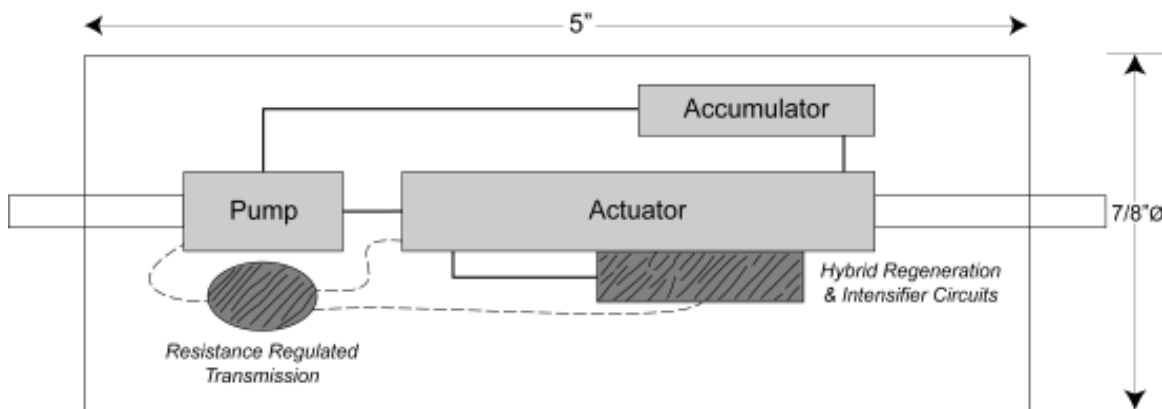 5”
Accumulator
Pump
Actuator
7/8”Ø
Hybrid Regeneration
& Intensifier Circuits
Resistance Regulated
Transmission